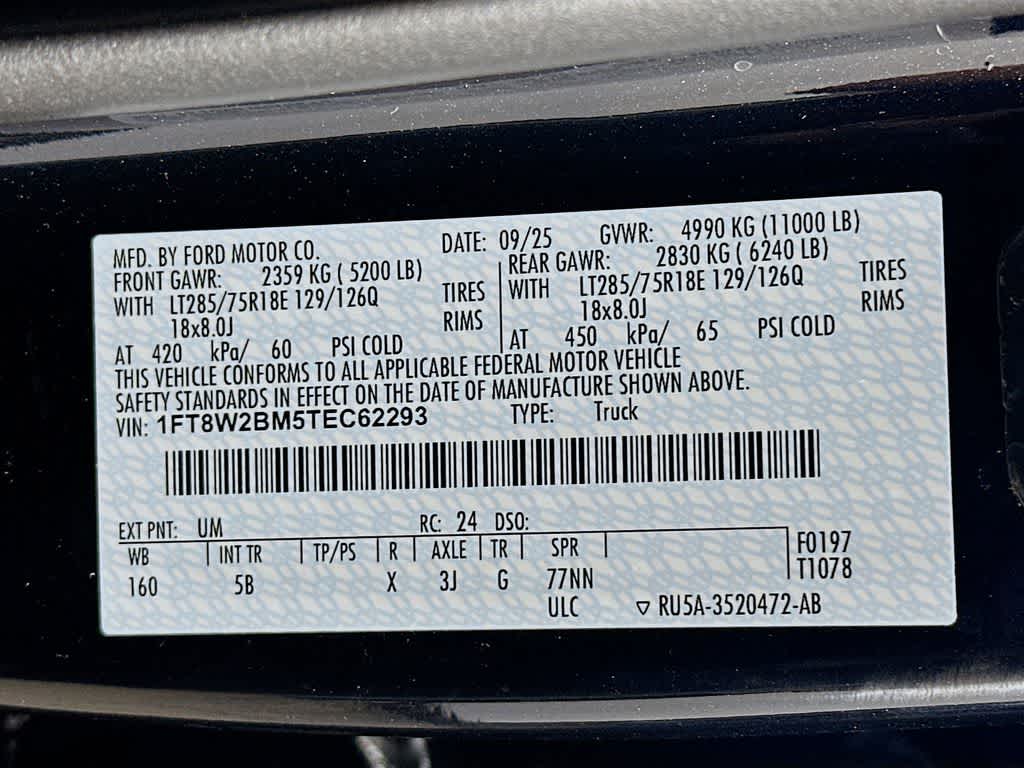 MFD. BY FORD MOTOR CO. DATE: 09/25 GVWR: 4990 KG (11000 LB)
FRONT GAWR: 2359 KG ( 5200 LB) REAR GAWR: 2830 KG ( 6240 LB)
WITH LT285/75R18E 129/126Q TIRES WITH LT285/75R18E 129/126Q TIRES
18x8.0J RIMS 18x8.0J RIMS
AT 420 kPa/ 60 PSI COLD AT 450 kPa/ 65 PSI COLD
THIS VEHICLE CONFORMS TO ALL APPLICABLE FEDERAL MOTOR VEHICLE
SAFETY STANDARDS IN EFFECT ON THE DATE OF MANUFACTURE SHOWN ABOVE.
VIN: 1FT8W2BM5TEC62293 TYPE: Truck
EXT PNT: UM RC: 24 DSO:
WB INT TR TP/PS R AXLE TR SPR F0197
160 5B X 3J G 77NN T1078
ULC ▽ RU5A-3520472-AB